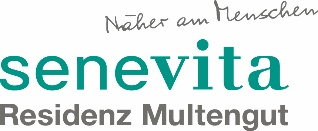 Näher am Menschen
senevita
Residenz Multengut